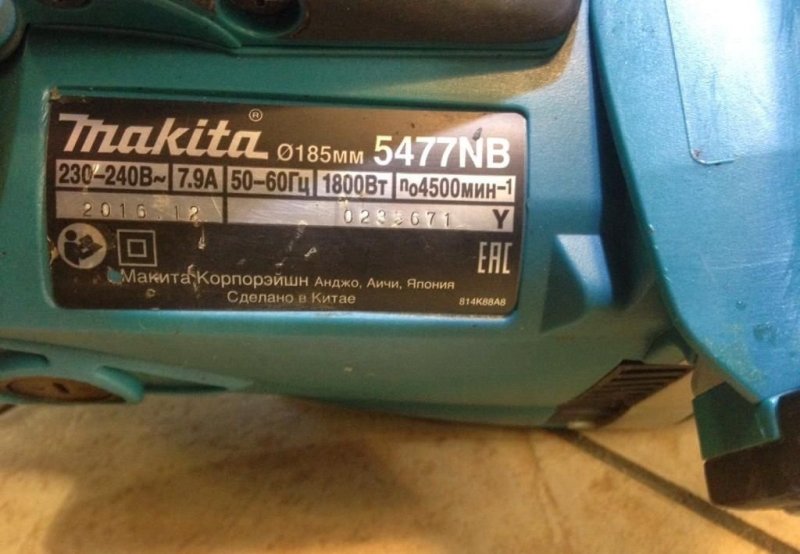 makita® Ø185мм 5477NB
230-240В~ 7.9A 50-60Гц 1800Вт n₀4500мин-1
2016.12 Y
EAC
Макита Корпорэйшн Анджо, Аичи, Япония
Сделано в Китае 814K88A8